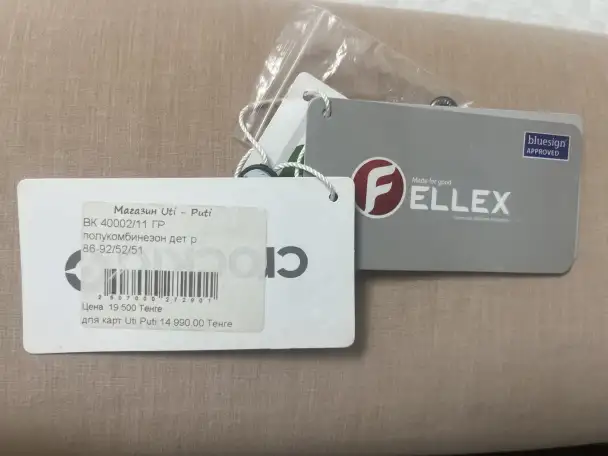 Магазин Uti - Puti
ВК 40002/11 ГР
полукомбинезон дет р
86-92/52/51
Цена 19 500 Тенге
для карт Uti Puti 14 990.00 Тенге
crockid
Made for good
FELLEX
bluesign
APPROVED